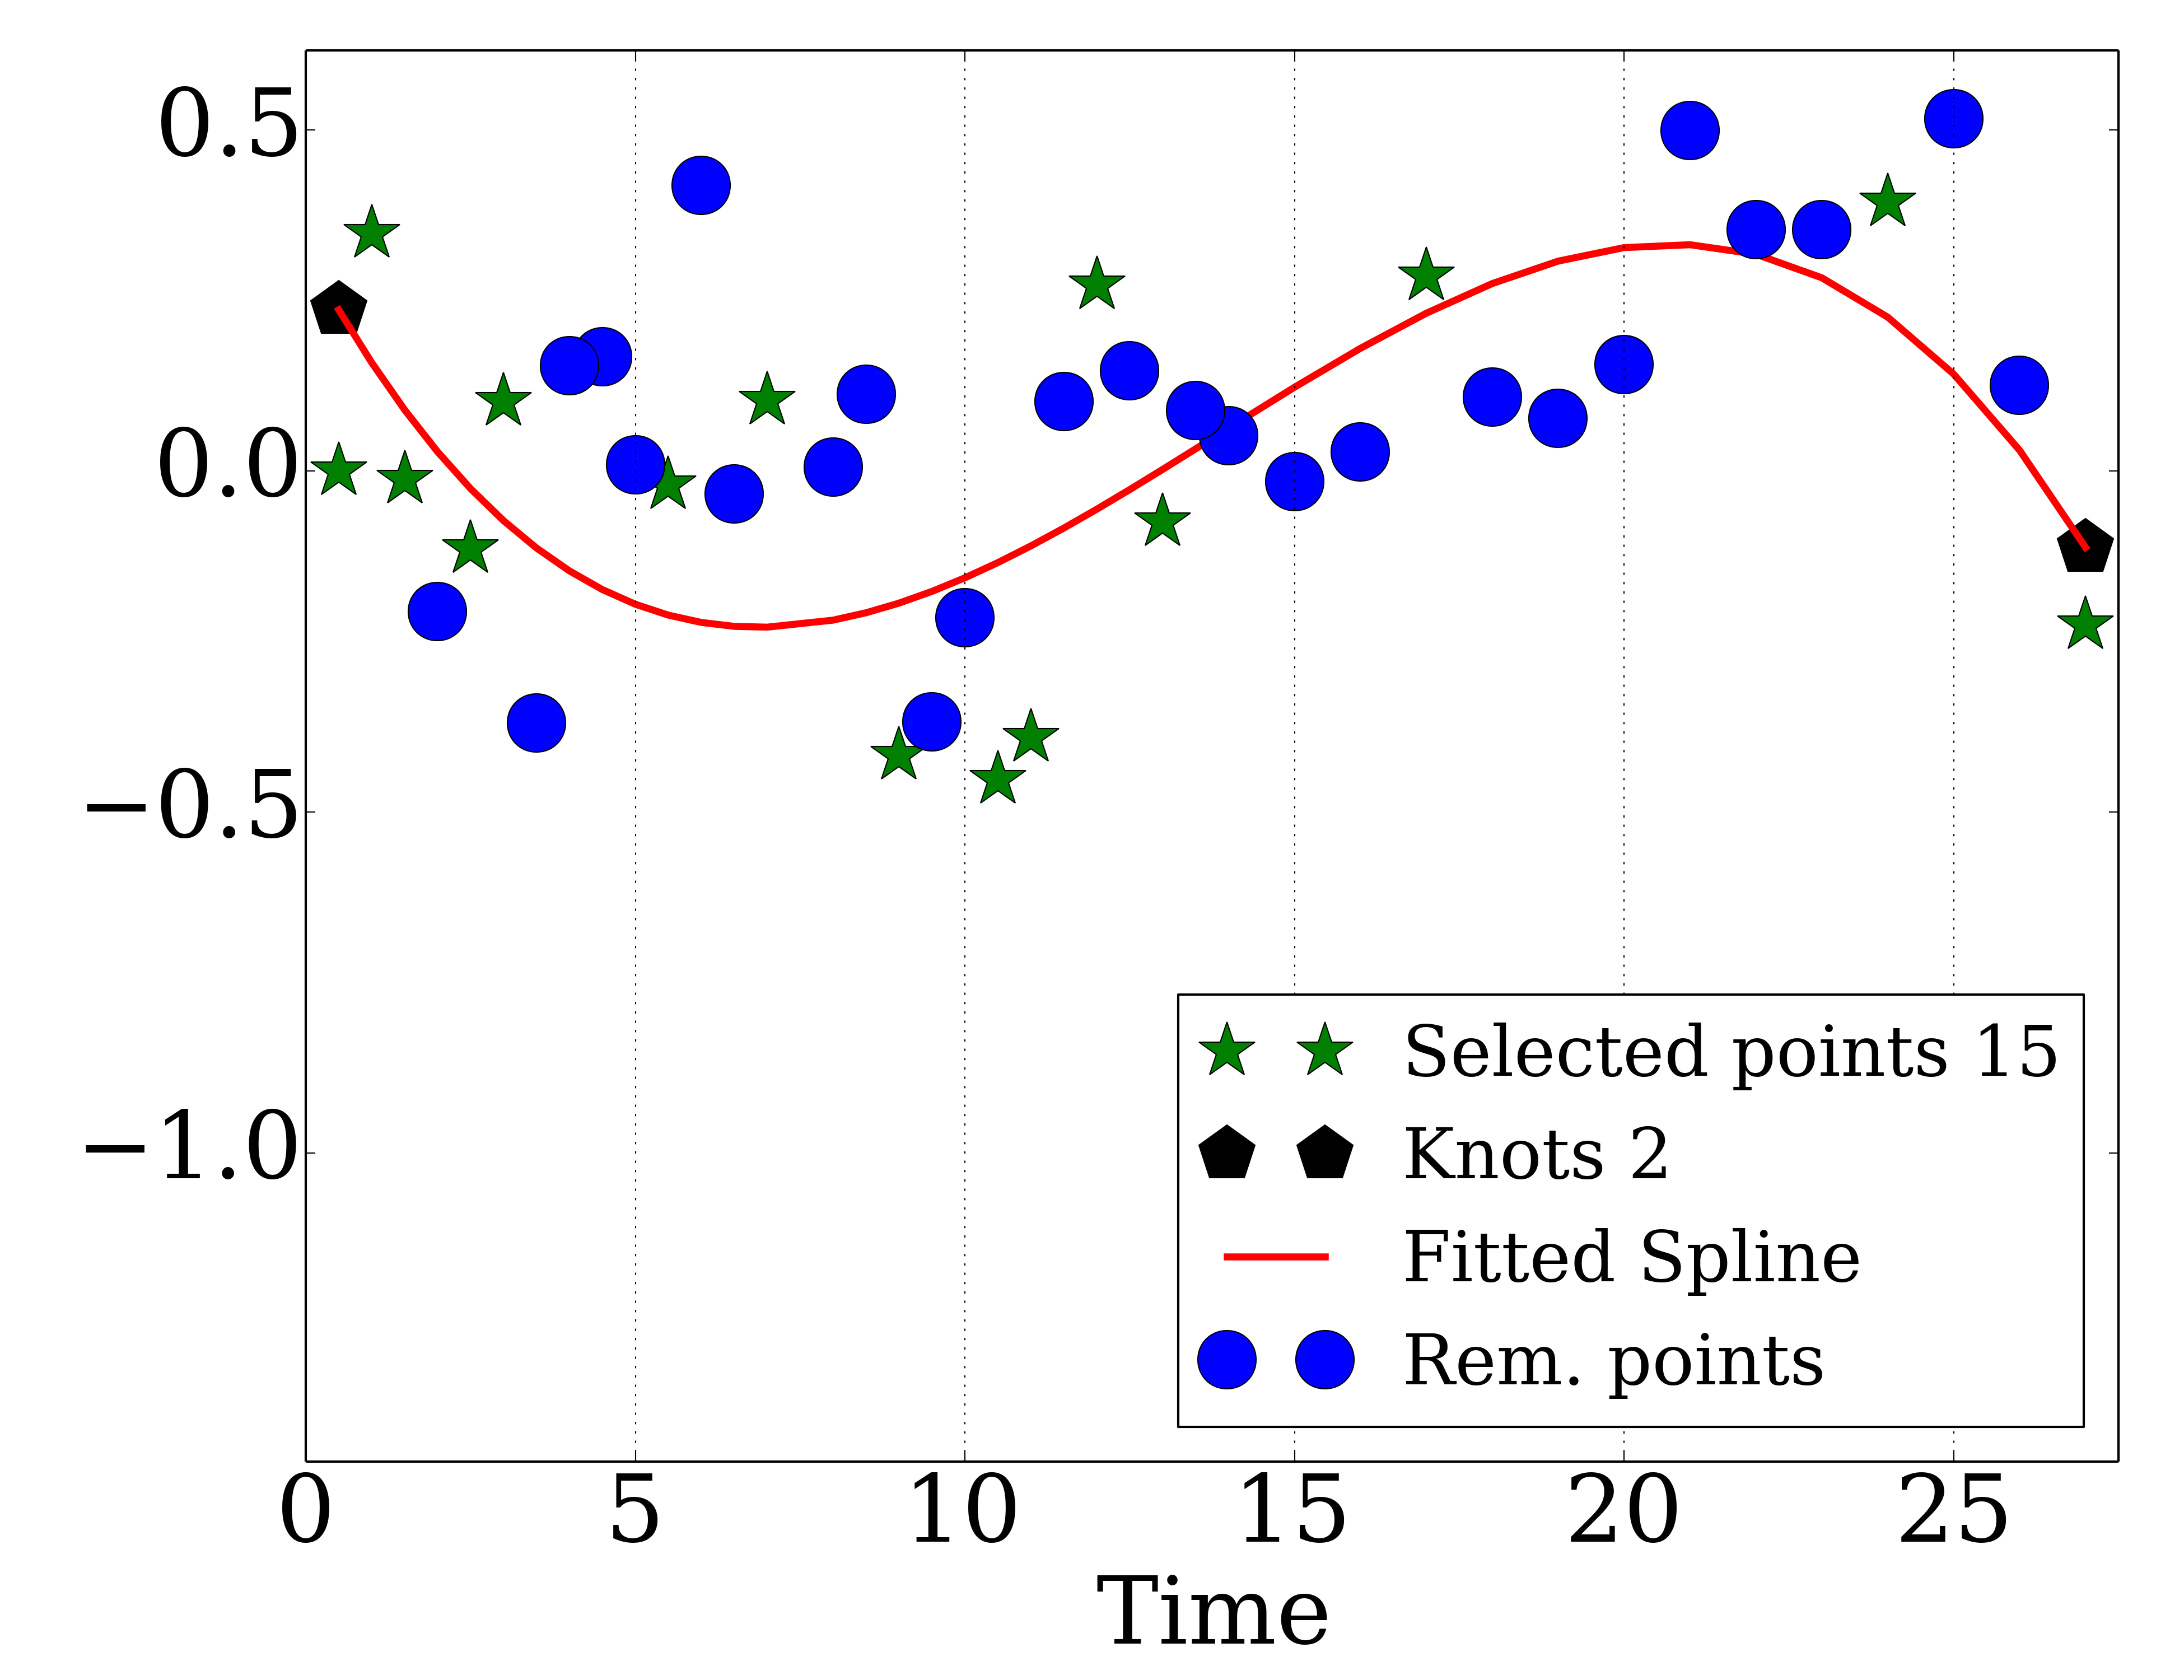 0.5
0.0
−0.5
−1.0
0 5 10 15 20 25
Time
Selected points 15
Knots 2
Fitted Spline
Rem. points